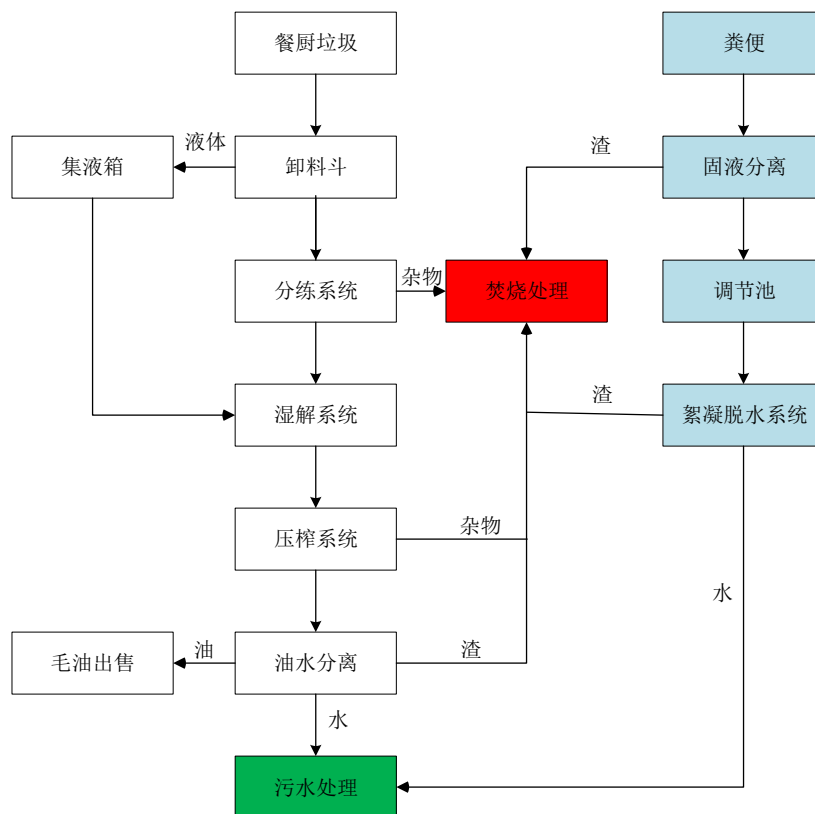 餐厨垃圾
粪便
液体
渣
集液箱
卸料斗
固液分离
杂物
分练系统
焚烧处理
调节池
渣
湿解系统
絮凝脱水系统
杂物
压榨系统
水
油
渣
毛油出售
油水分离
水
污水处理